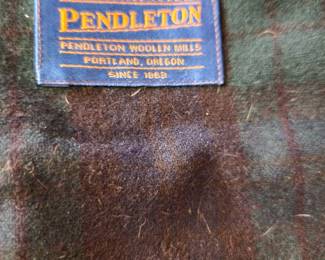 PENDLETON
PENDLETON WOOLEN MILLS
PORTLAND, OREGON
SINCE 1863